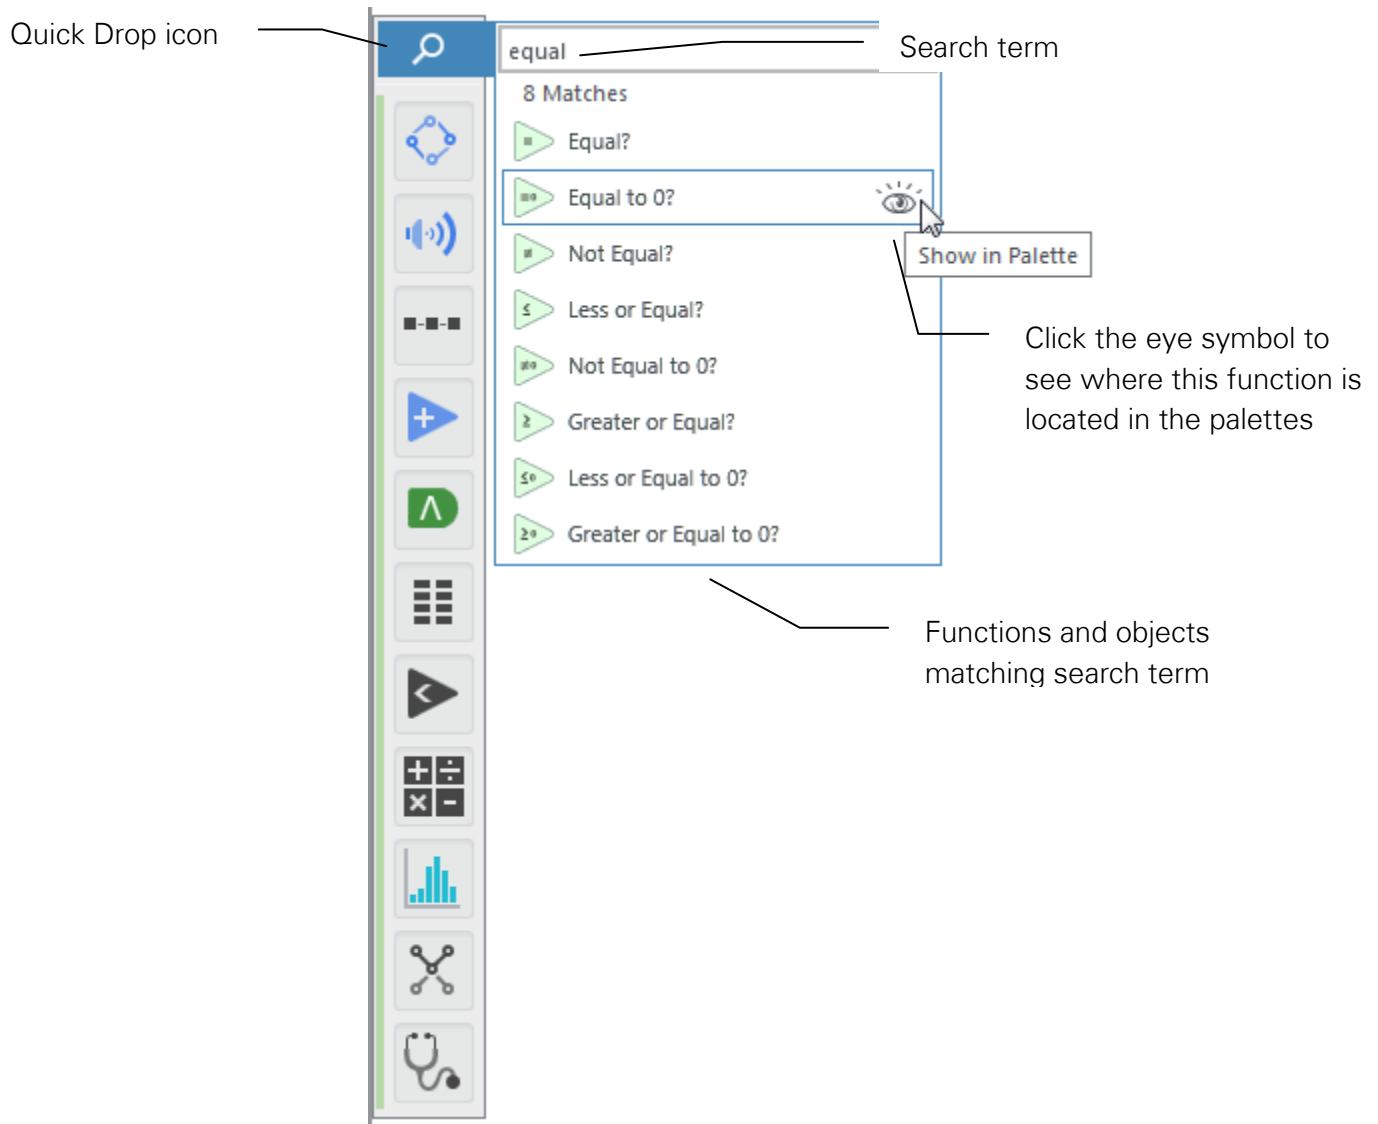 Quick Drop icon
equal
Search term
8 Matches
Equal?
Equal to 0?
Show in Palette
Not Equal?
Less or Equal?
Not Equal to 0?
Greater or Equal?
Less or Equal to 0?
Greater or Equal to 0?
Click the eye symbol to
see where this function is
located in the palettes
Functions and objects
matching search term